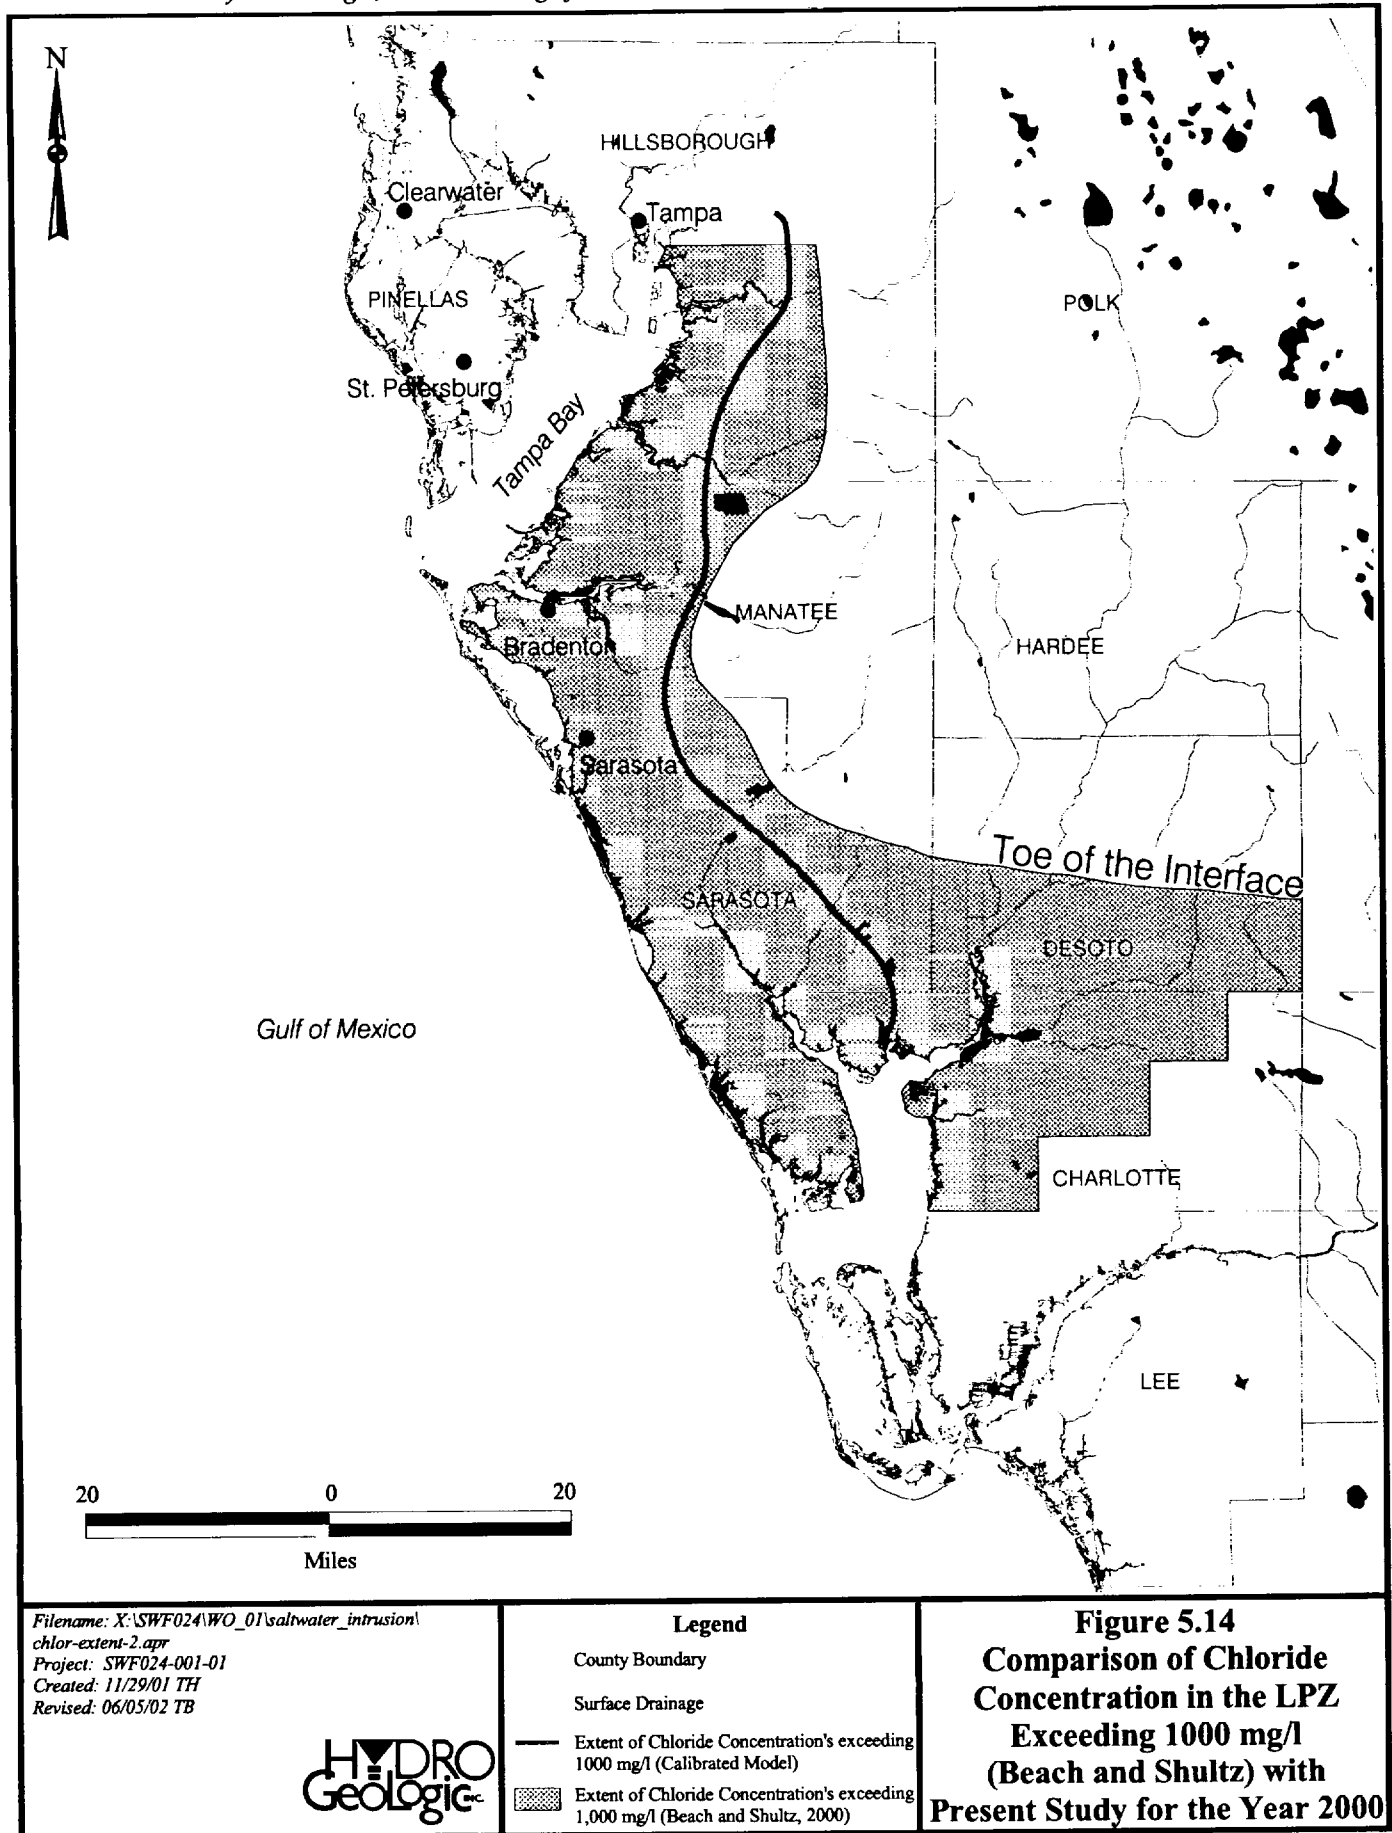 N
HILLSBOROUGH
Clearwater
Tampa
PINELLAS
POLK
St. Petersburg
Tampa Bay
MANATEE
HARDEE
Bradenton
Sarasota
Toe of the Interface
SARASOTA
DESOTO
Gulf of Mexico
CHARLOTTE
LEE
20 0 20
Miles
Filename: X:\SWF024\WO_01\saltwater_intrusion\
chlor-extent-2.apr
Project: SWF024-001-01
Created: 11/29/01 TH
Revised: 06/05/02 TB
HYDRO
GeoLogic INC.
Legend
County Boundary
Surface Drainage
Extent of Chloride Concentration's exceeding
1000 mg/l (Calibrated Model)
Extent of Chloride Concentration's exceeding
1,000 mg/l (Beach and Shultz, 2000)
Figure 5.14
Comparison of Chloride
Concentration in the LPZ
Exceeding 1000 mg/l
(Beach and Shultz) with
Present Study for the Year 2000